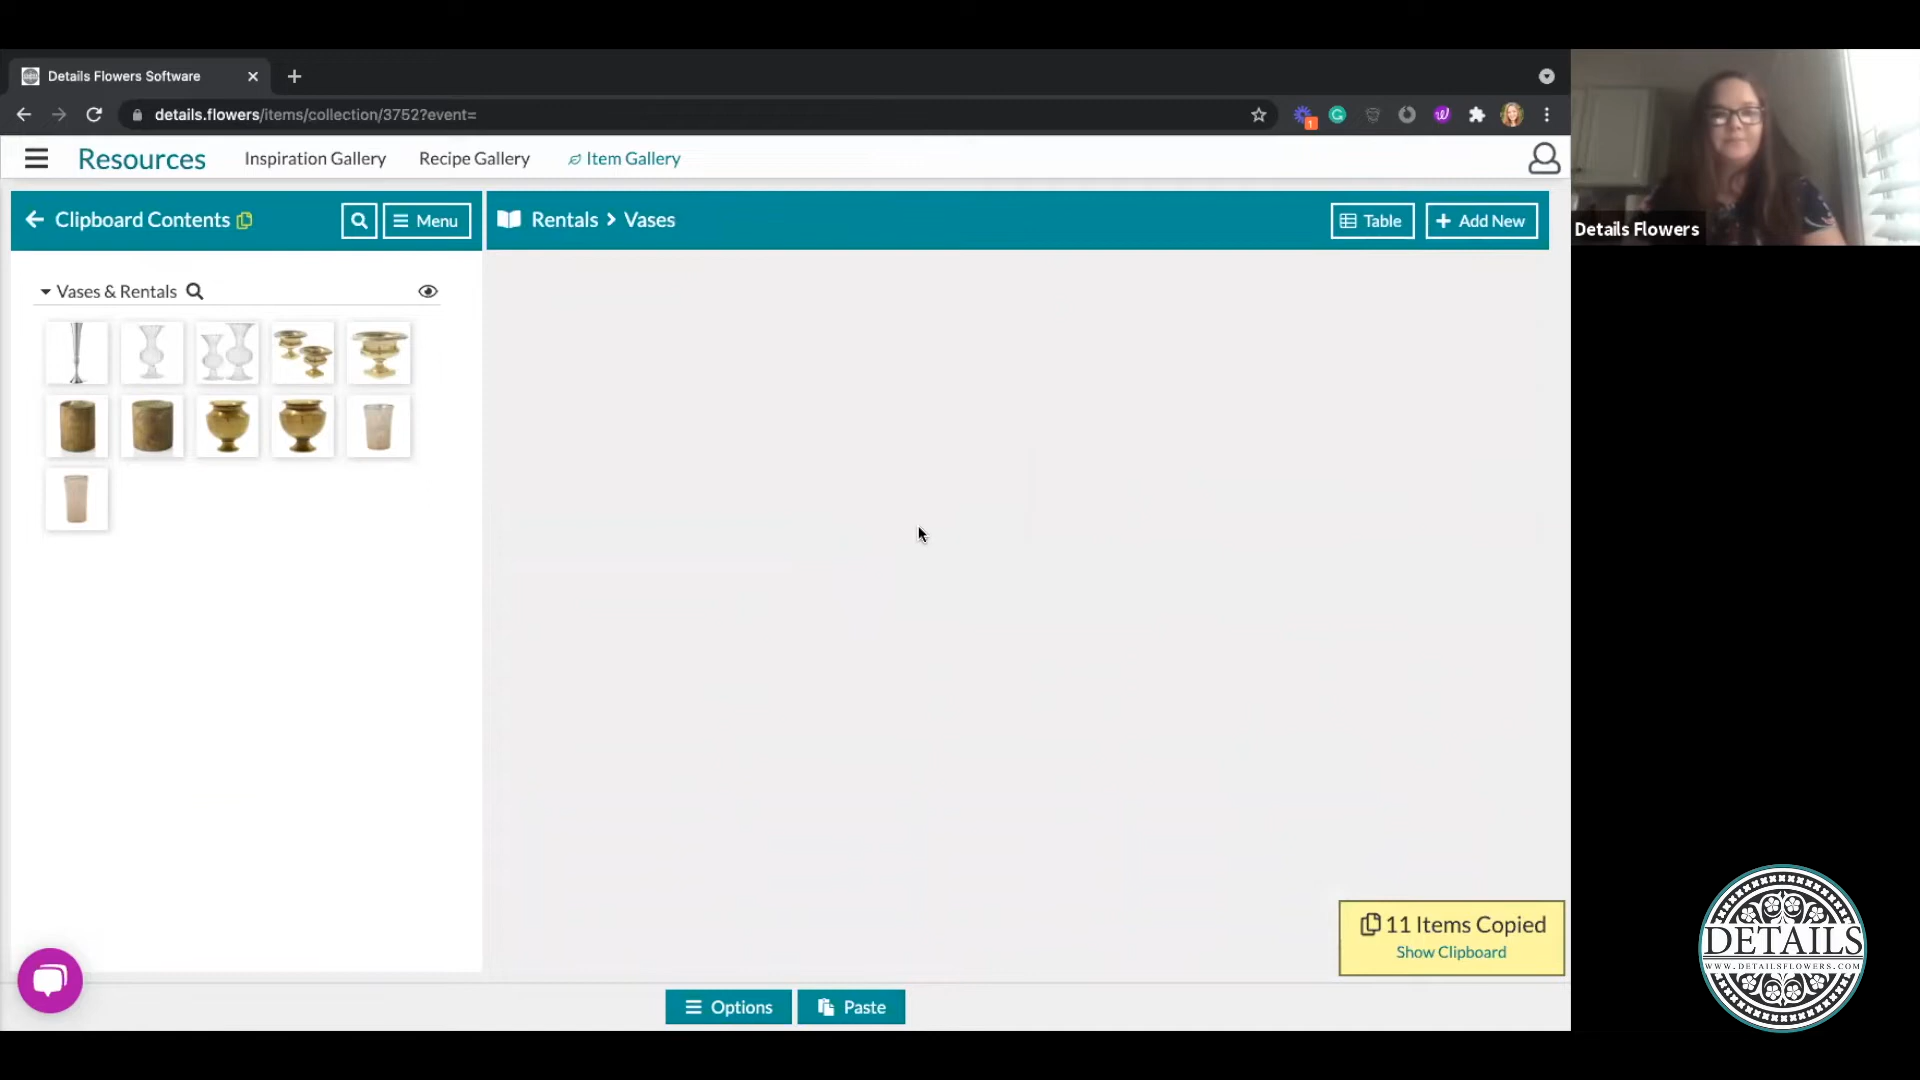 Details Flowers Software
details.flowers/items/collection/3752?event=
1
Resources
Inspiration Gallery
Recipe Gallery
Item Gallery
Clipboard Contents
Menu
Rentals > Vases
Table
+ Add New
Details Flowers
Vases & Rentals
11 Items Copied
Show Clipboard
Options
Paste
DETAILS
WWW.DETAILSFLOWERS.COM